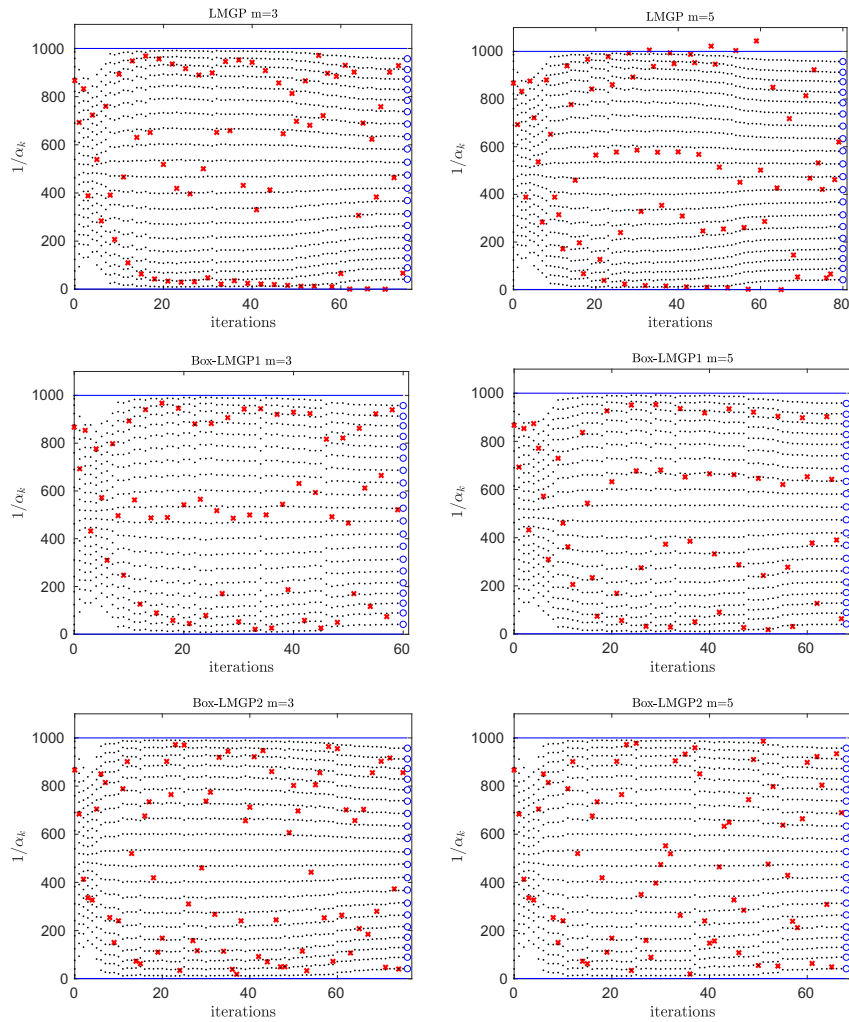 LMGP m=3
1000
800
600
400
200
0
1/αk
0 20 40 60
iterations
LMGP m=5
1000
800
600
400
200
0
1/αk
0 20 40 60 80
iterations
Box-LMGP1 m=3
1000
800
600
400
200
0
1/αk
0 20 40 60
iterations
Box-LMGP1 m=5
1000
800
600
400
200
0
1/αk
0 20 40 60
iterations
Box-LMGP2 m=3
1000
800
600
400
200
0
1/αk
0 20 40 60
iterations
Box-LMGP2 m=5
1000
800
600
400
200
0
1/αk
0 20 40 60
iterations